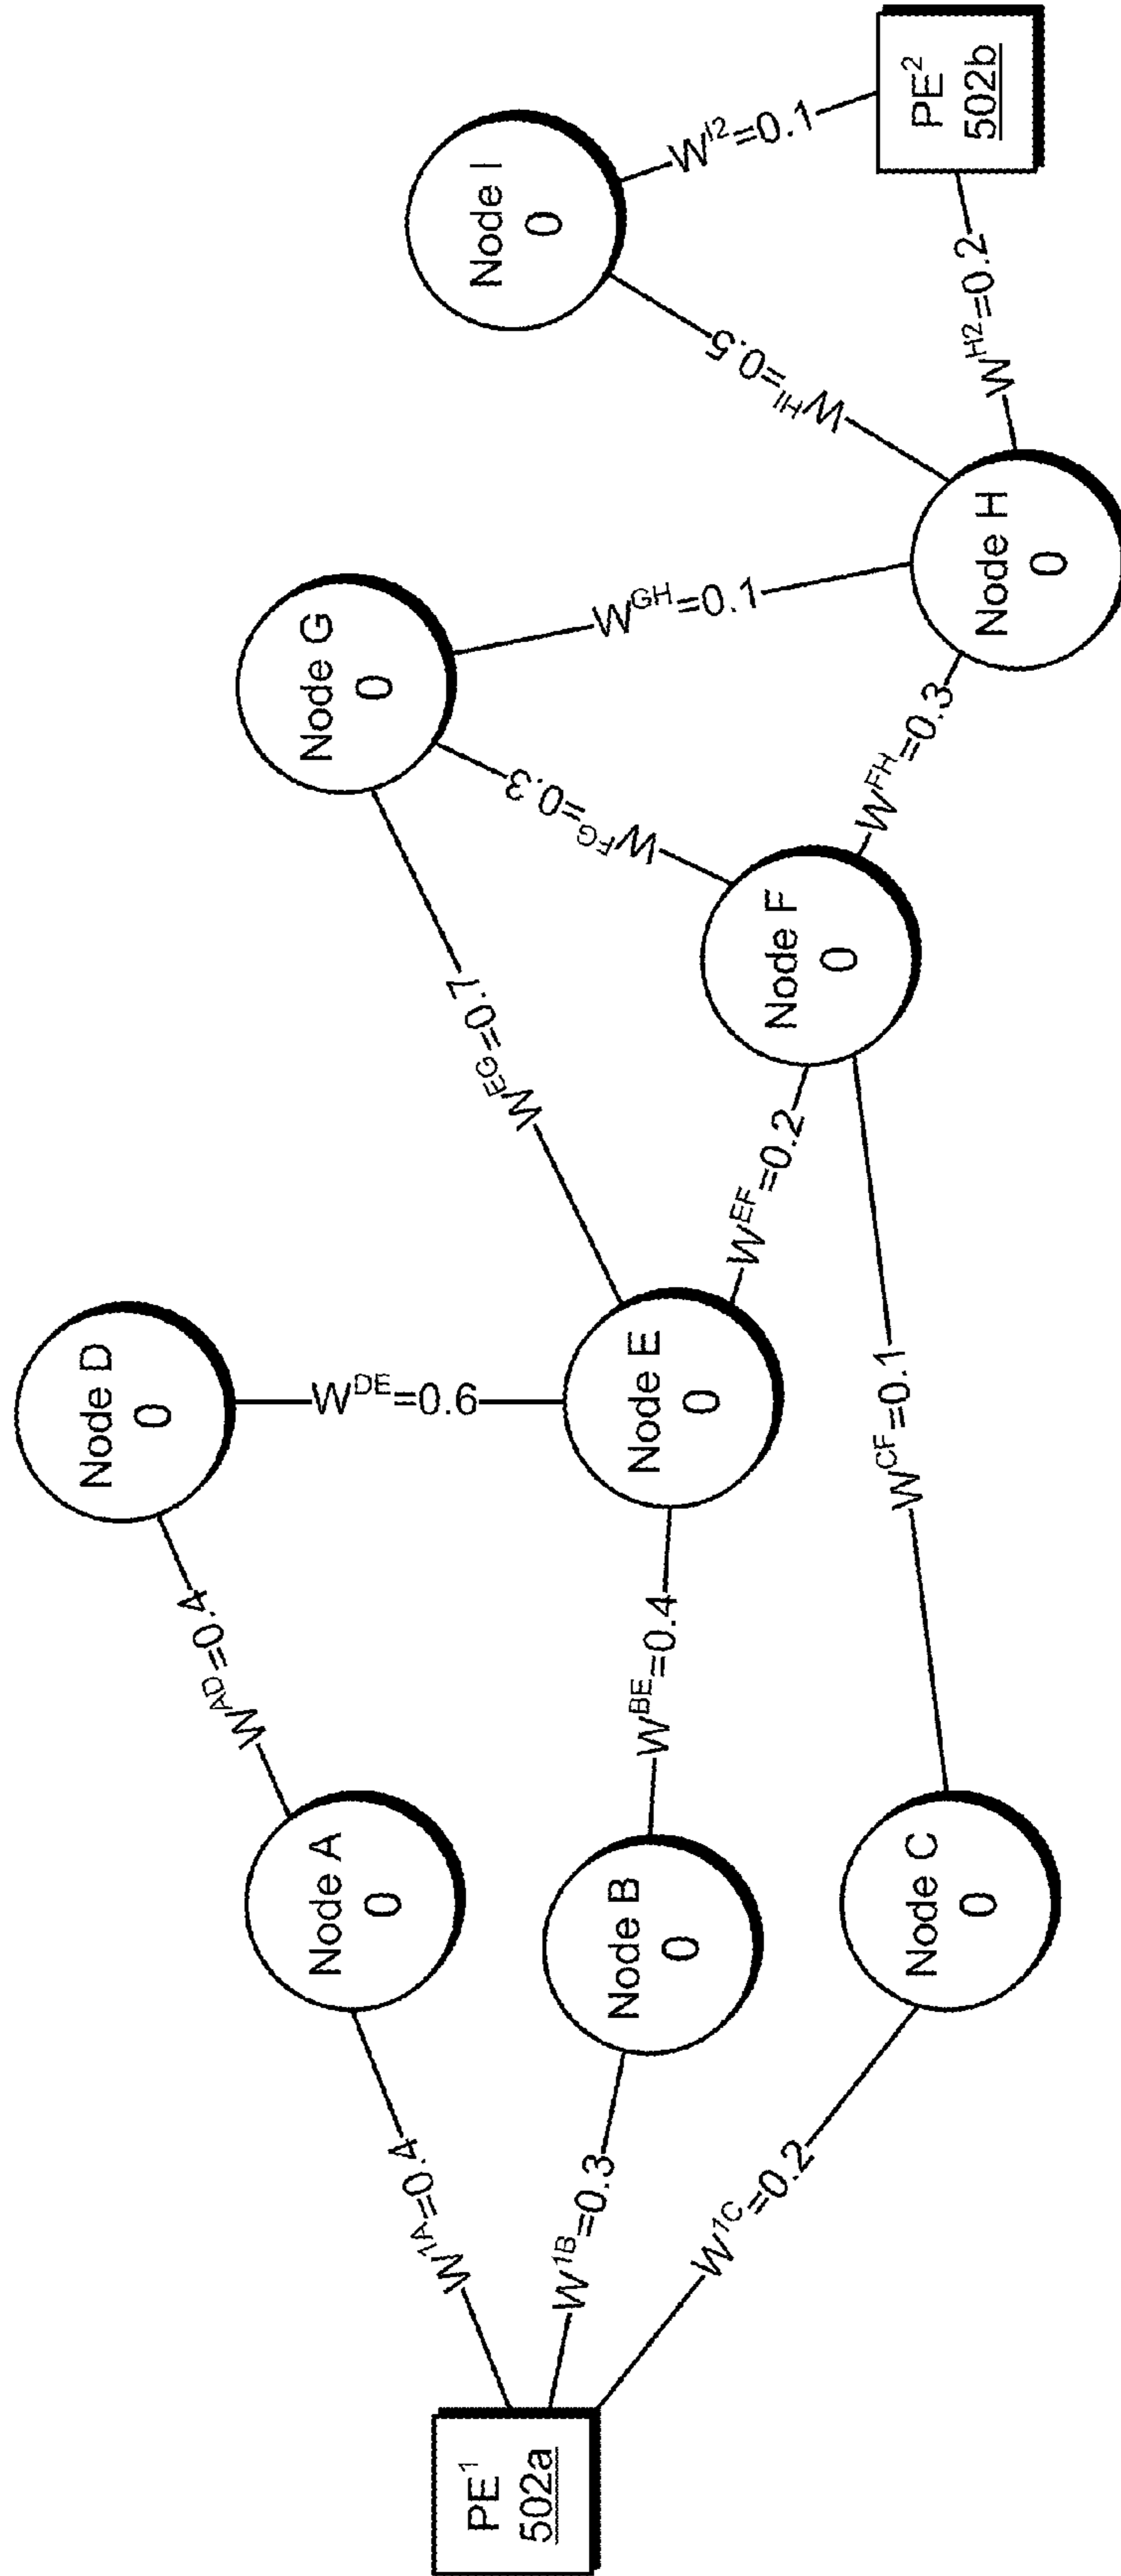 PE¹
502a
W¹ᴬ=0.4
W¹ᴮ=0.3
W¹ᶜ=0.2
Node A
0
Node B
0
Node C
0
Wᴬᴰ=0.4
Wᴮᴱ=0.4
Wᶜᶠ=0.1
Node D
0
Wᴰᴱ=0.6
Node E
0
Wᴱᴳ=0.7
Wᴱᶠ=0.2
Node F
0
Wᶠᴳ=0.3
Wᶠᴴ=0.3
Node G
0
Wᴳᴴ=0.1
Node H
0
Wᴴᴵ=0.5
Wᴴ²=0.2
Node I
0
Wᴵ²=0.1
PE²
502b